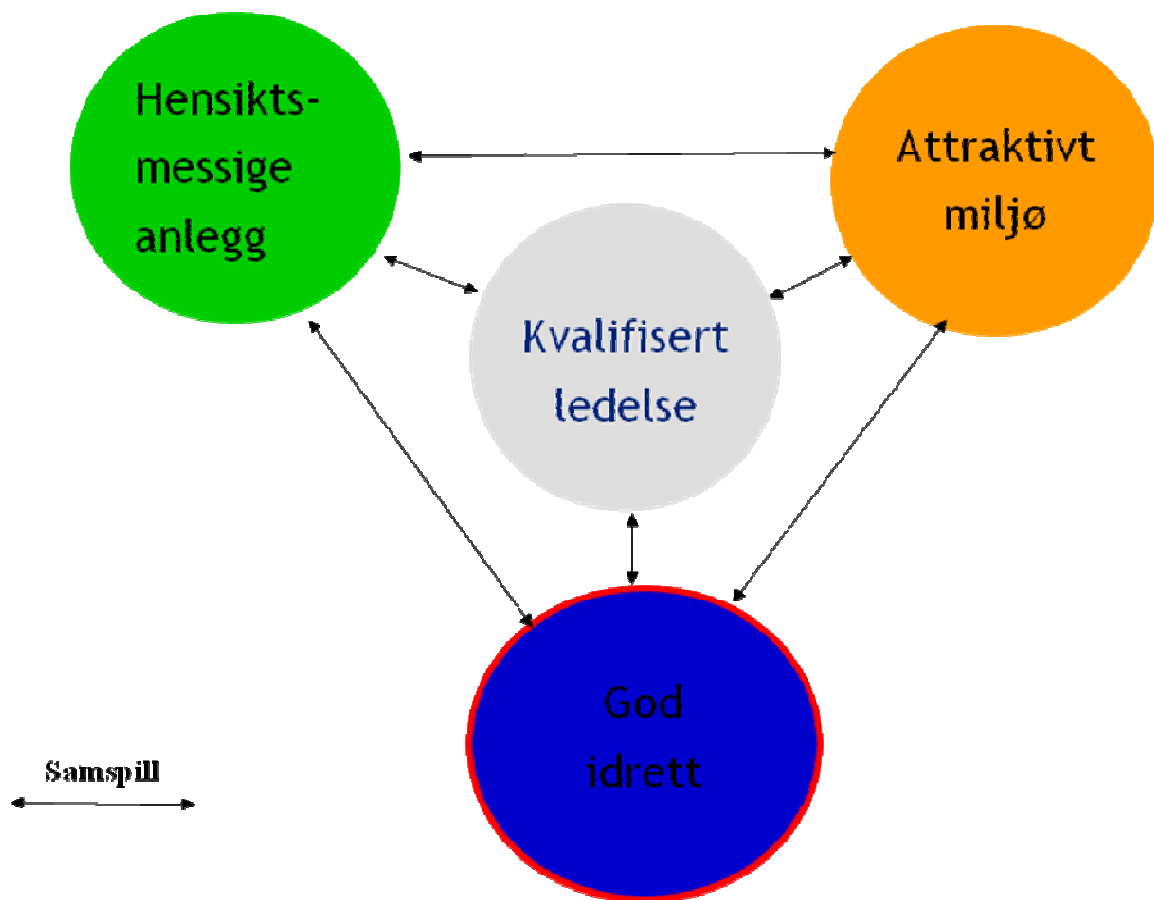 Hensikts-
messige
anlegg
Attraktivt
miljø
Kvalifisert
ledelse
God
idrett
Samspill